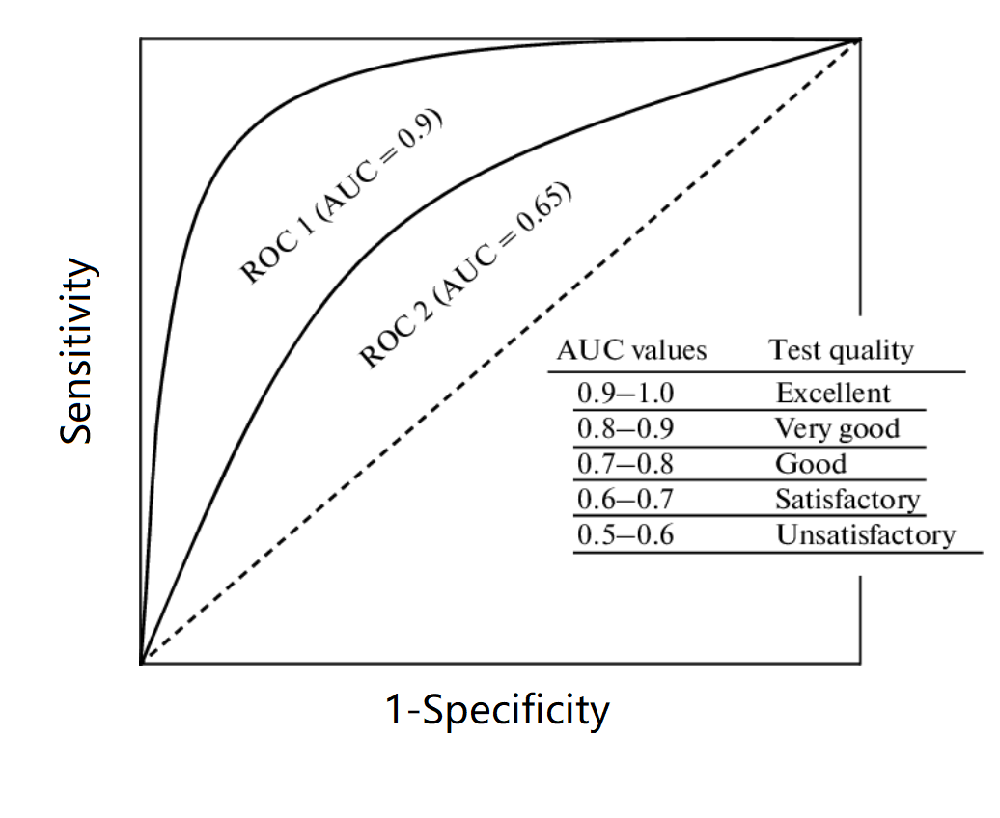 Sensitivity
ROC 1 (AUC = 0.9)
ROC 2 (AUC = 0.65)
AUC values Test quality
0.9–1.0 Excellent
0.8–0.9 Very good
0.7–0.8 Good
0.6–0.7 Satisfactory
0.5–0.6 Unsatisfactory
1-Specificity